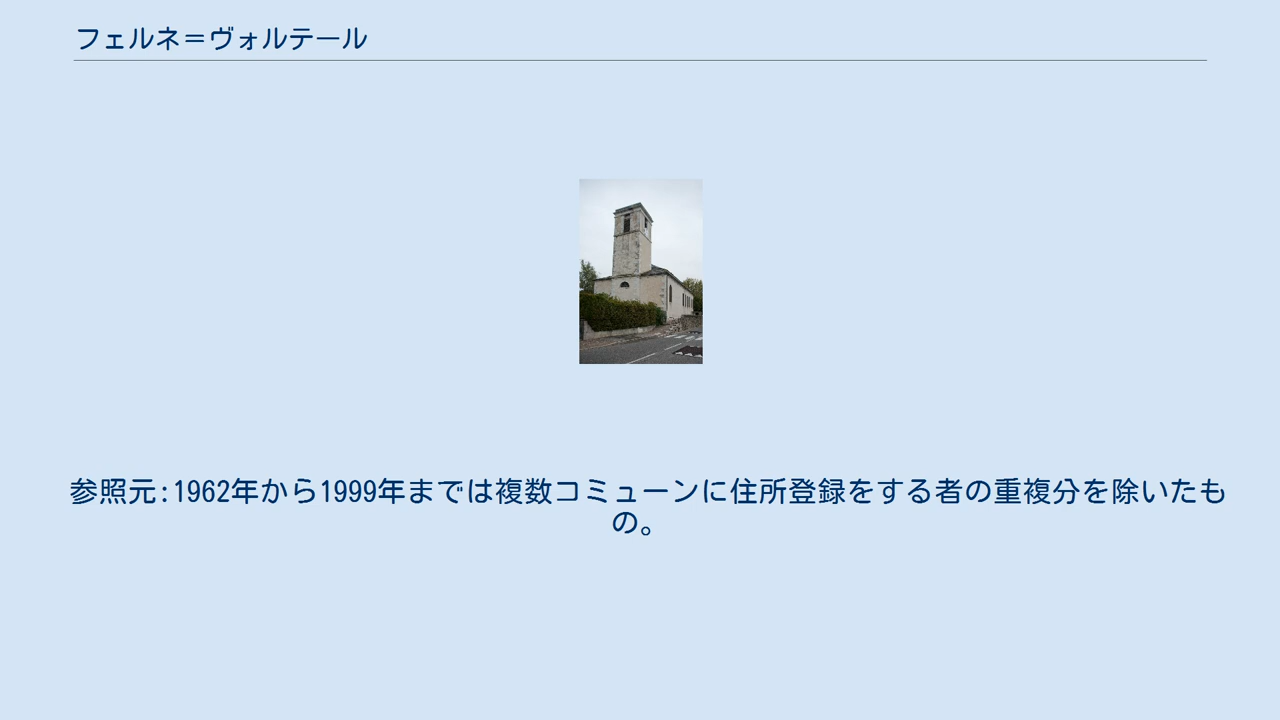 フェルネ＝ヴォルテール
参照元:1962年から1999年までは複数コミューンに住所登録をする者の重複分を除いたも
の。